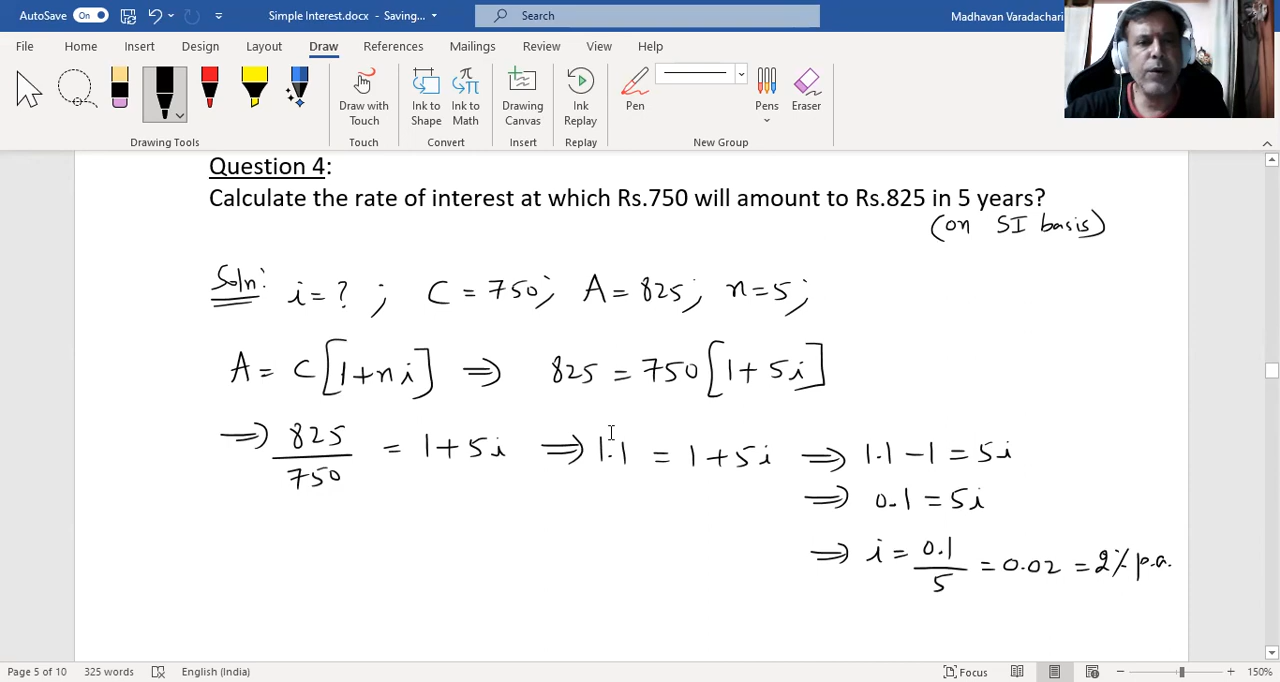 AutoSave On Simple Interest.docx - Saving... Search Madhavan Varadachari
File Home Insert Design Layout Draw References Mailings Review View Help
Draw with Touch Ink to Shape Ink to Math Drawing Canvas Ink Replay Pen Pens Eraser
Drawing Tools Touch Convert Insert Replay New Group
Question 4:
Calculate the rate of interest at which Rs.750 will amount to Rs.825 in 5 years?
(on SI basis)
Soln: i = ? ; C = 750; A = 825; n = 5;
A = C[1+ni] ⇒ 825 = 750[1+5i]
⇒ 825/750 = 1+5i ⇒ 1.1 = 1+5i ⇒ 1.1 - 1 = 5i
⇒ 0.1 = 5i
⇒ i = 0.1/5 = 0.02 = 2% p.a.
Page 5 of 10 325 words English (India) Focus 150%